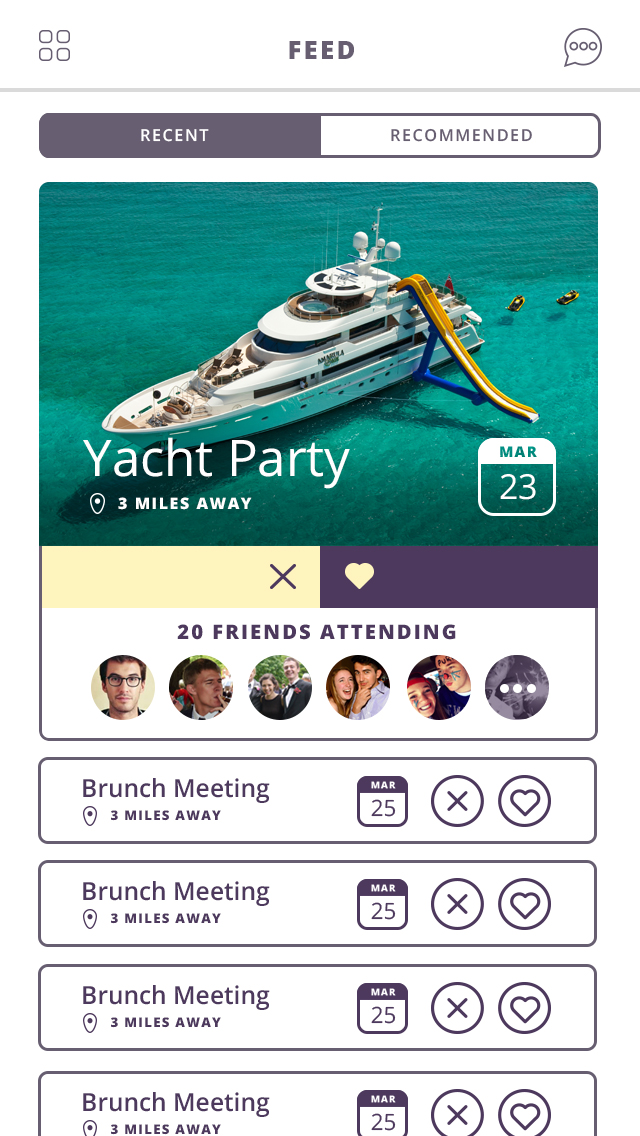 FEED
RECENT
RECOMMENDED
Yacht Party
3 MILES AWAY
MAR
23
20 FRIENDS ATTENDING
Brunch Meeting
3 MILES AWAY
MAR
25
Brunch Meeting
3 MILES AWAY
MAR
25
Brunch Meeting
3 MILES AWAY
MAR
25
Brunch Meeting
3 MILES AWAY
MAR
25